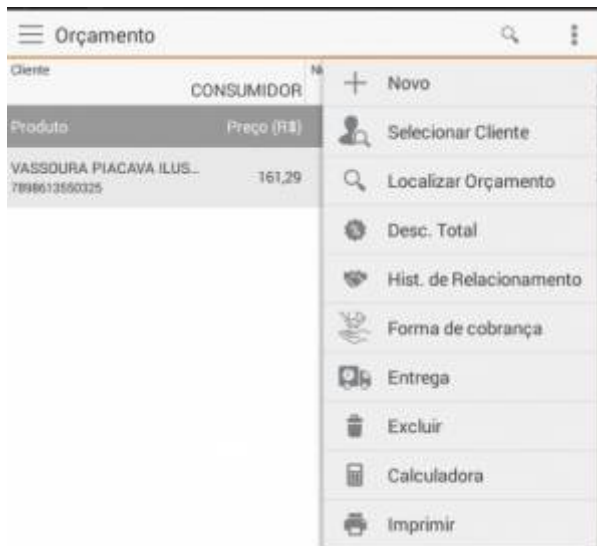 Orçamento
Cliente
CONSUMIDOR
Produto Preço (R$)
VASSOURA PIACAVA ILUS... 161,29
7898613550325
Novo
Selecionar Cliente
Localizar Orçamento
Desc. Total
Hist. de Relacionamento
Forma de cobrança
Entrega
Excluir
Calculadora
Imprimir